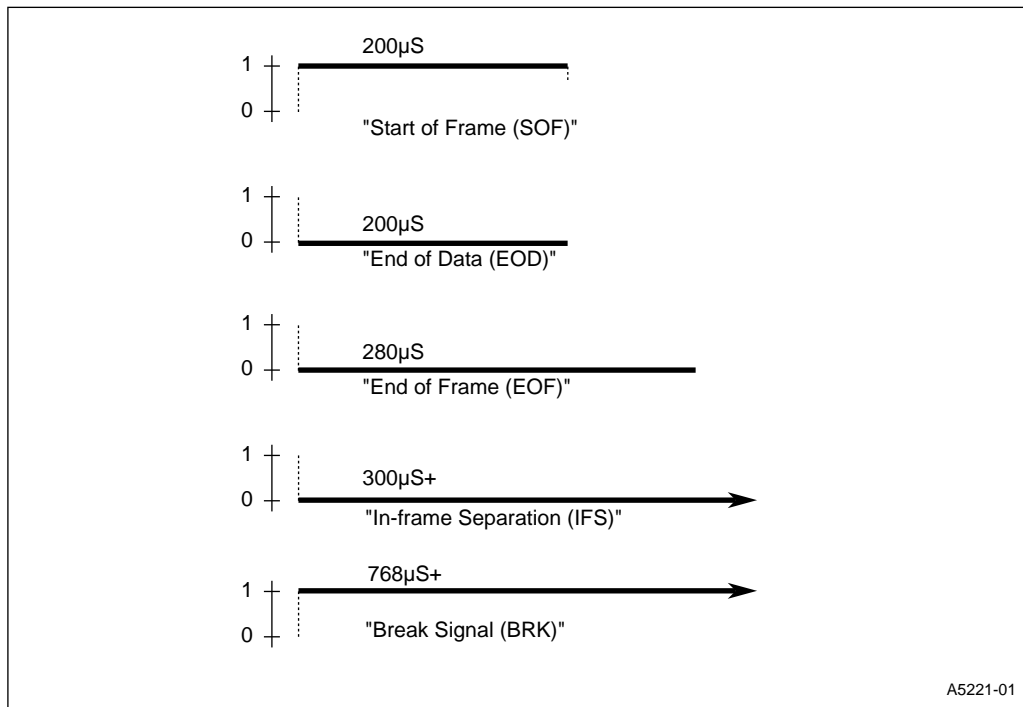 200µS
1
0
"Start of Frame (SOF)"
1
200µS
0
"End of Data (EOD)"
1
280µS
0
"End of Frame (EOF)"
1
300µS+
0
"In-frame Separation (IFS)"
768µS+
1
0
"Break Signal (BRK)"
A5221-01